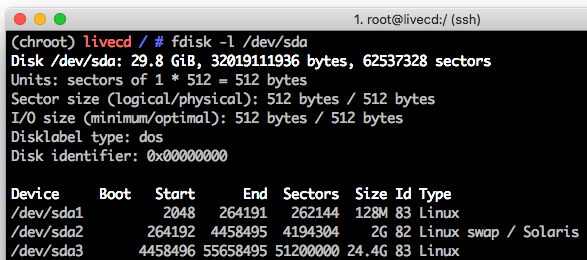 1. root@livecd:/ (ssh)
(chroot) livecd / # fdisk -l /dev/sda
Disk /dev/sda: 29.8 GiB, 32019111936 bytes, 62537328 sectors
Units: sectors of 1 * 512 = 512 bytes
Sector size (logical/physical): 512 bytes / 512 bytes
I/O size (minimum/optimal): 512 bytes / 512 bytes
Disklabel type: dos
Disk identifier: 0x00000000
Device     Boot   Start      End  Sectors  Size Id Type
/dev/sda1          2048   264191   262144  128M 83 Linux
/dev/sda2        264192  4458495  4194304    2G 82 Linux swap / Solaris
/dev/sda3       4458496 55658495 51200000 24.4G 83 Linux